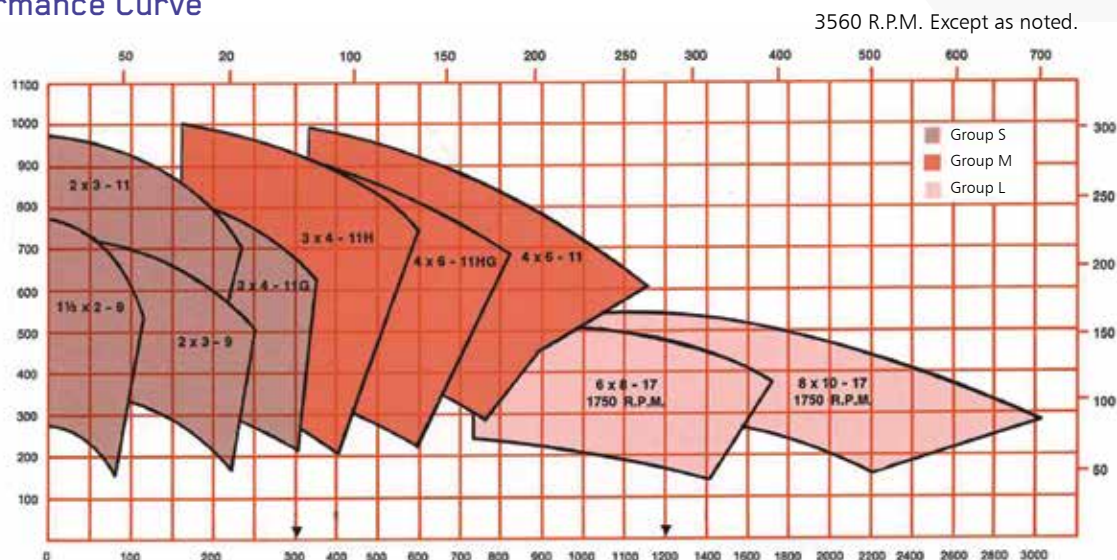 rmance Curve
3560 R.P.M. Except as noted.
50 20 100 150 200 250 300 400 500 600 700
1100
1000
900
800
700
600
500
400
300
200
100
300
250
200
150
100
50
Group S
Group M
Group L
2 x 3 - 11
3 x 4 - 11H
4 x 6 - 11HG
4 x 6 - 11
3 x 4 - 11G
1½ x 2 - 9
2 x 3 - 9
6 x 8 - 17
1750 R.P.M.
8 x 10 - 17
1750 R.P.M.
0 100 200 300 400 500 600 700 800 900 1000 1100 1200 1400 1600 1800 2000 2200 2400 2600 2800 3000